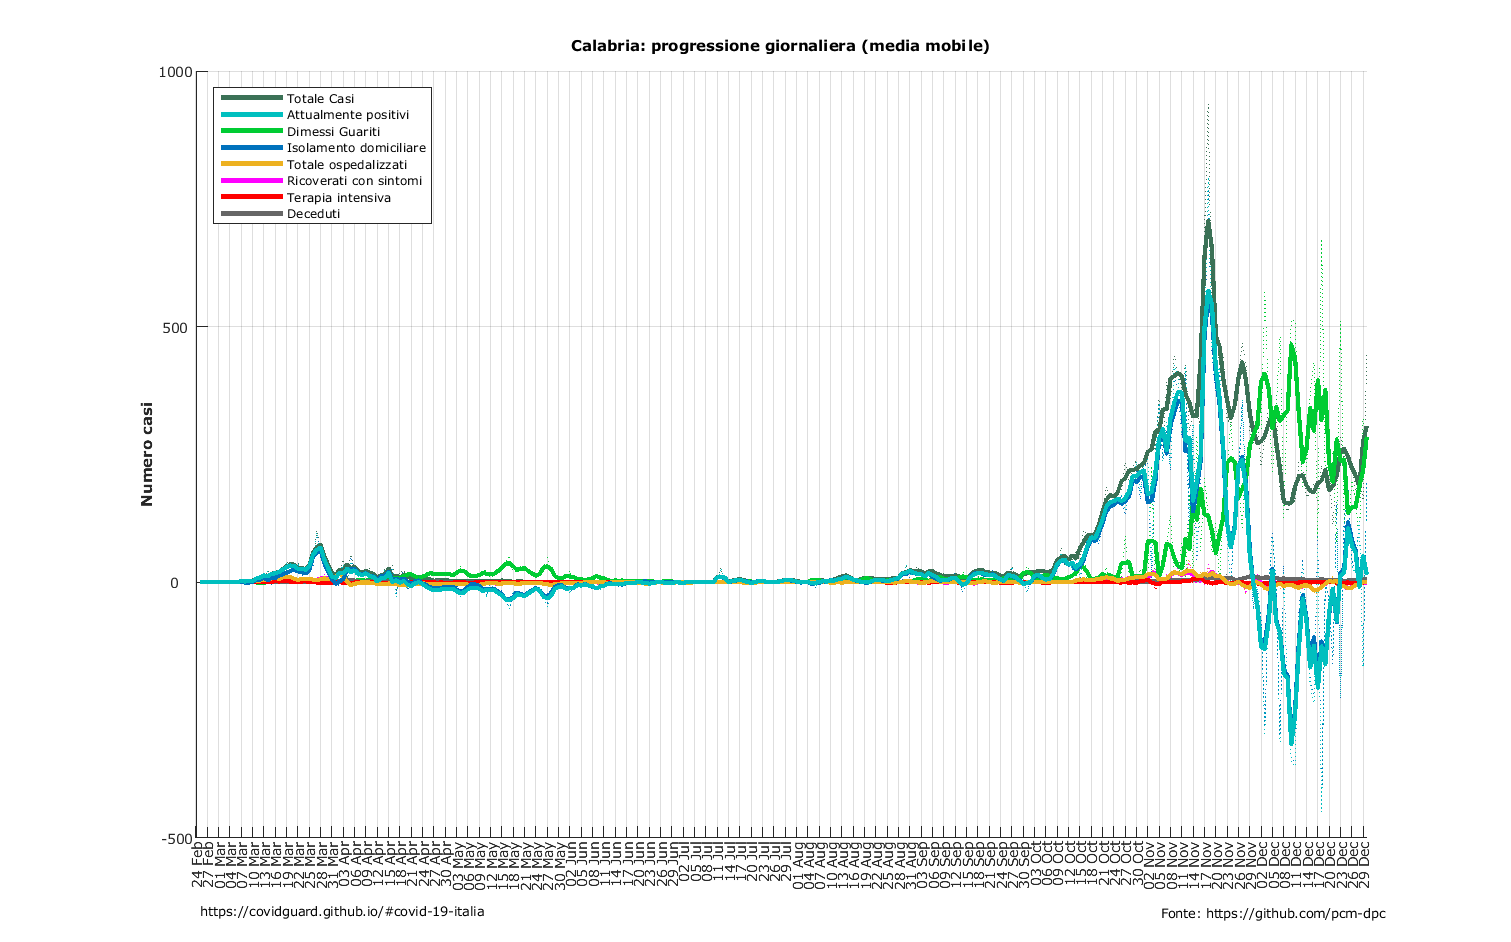 Calabria: progressione giornaliera (media mobile)
1000
500
0
-500
Numero casi
Totale Casi
Attualmente positivi
Dimessi Guariti
Isolamento domiciliare
Totale ospedalizzati
Ricoverati con sintomi
Terapia intensiva
Deceduti
24 Feb
27 Feb
01 Mar
04 Mar
07 Mar
10 Mar
13 Mar
16 Mar
19 Mar
22 Mar
25 Mar
28 Mar
31 Mar
03 Apr
06 Apr
09 Apr
12 Apr
15 Apr
18 Apr
21 Apr
24 Apr
27 Apr
30 Apr
03 May
06 May
09 May
12 May
15 May
18 May
21 May
24 May
27 May
30 May
02 Jun
05 Jun
08 Jun
11 Jun
14 Jun
17 Jun
20 Jun
23 Jun
26 Jun
29 Jun
02 Jul
05 Jul
08 Jul
11 Jul
14 Jul
17 Jul
20 Jul
23 Jul
26 Jul
29 Jul
01 Aug
04 Aug
07 Aug
10 Aug
13 Aug
16 Aug
19 Aug
22 Aug
25 Aug
28 Aug
31 Aug
03 Sep
06 Sep
09 Sep
12 Sep
15 Sep
18 Sep
21 Sep
24 Sep
27 Sep
30 Sep
03 Oct
06 Oct
09 Oct
12 Oct
15 Oct
18 Oct
21 Oct
24 Oct
27 Oct
30 Oct
02 Nov
05 Nov
08 Nov
11 Nov
14 Nov
17 Nov
20 Nov
23 Nov
26 Nov
29 Nov
02 Dec
05 Dec
08 Dec
11 Dec
14 Dec
17 Dec
20 Dec
23 Dec
26 Dec
29 Dec
https://covidguard.github.io/#covid-19-italia
Fonte: https://github.com/pcm-dpc